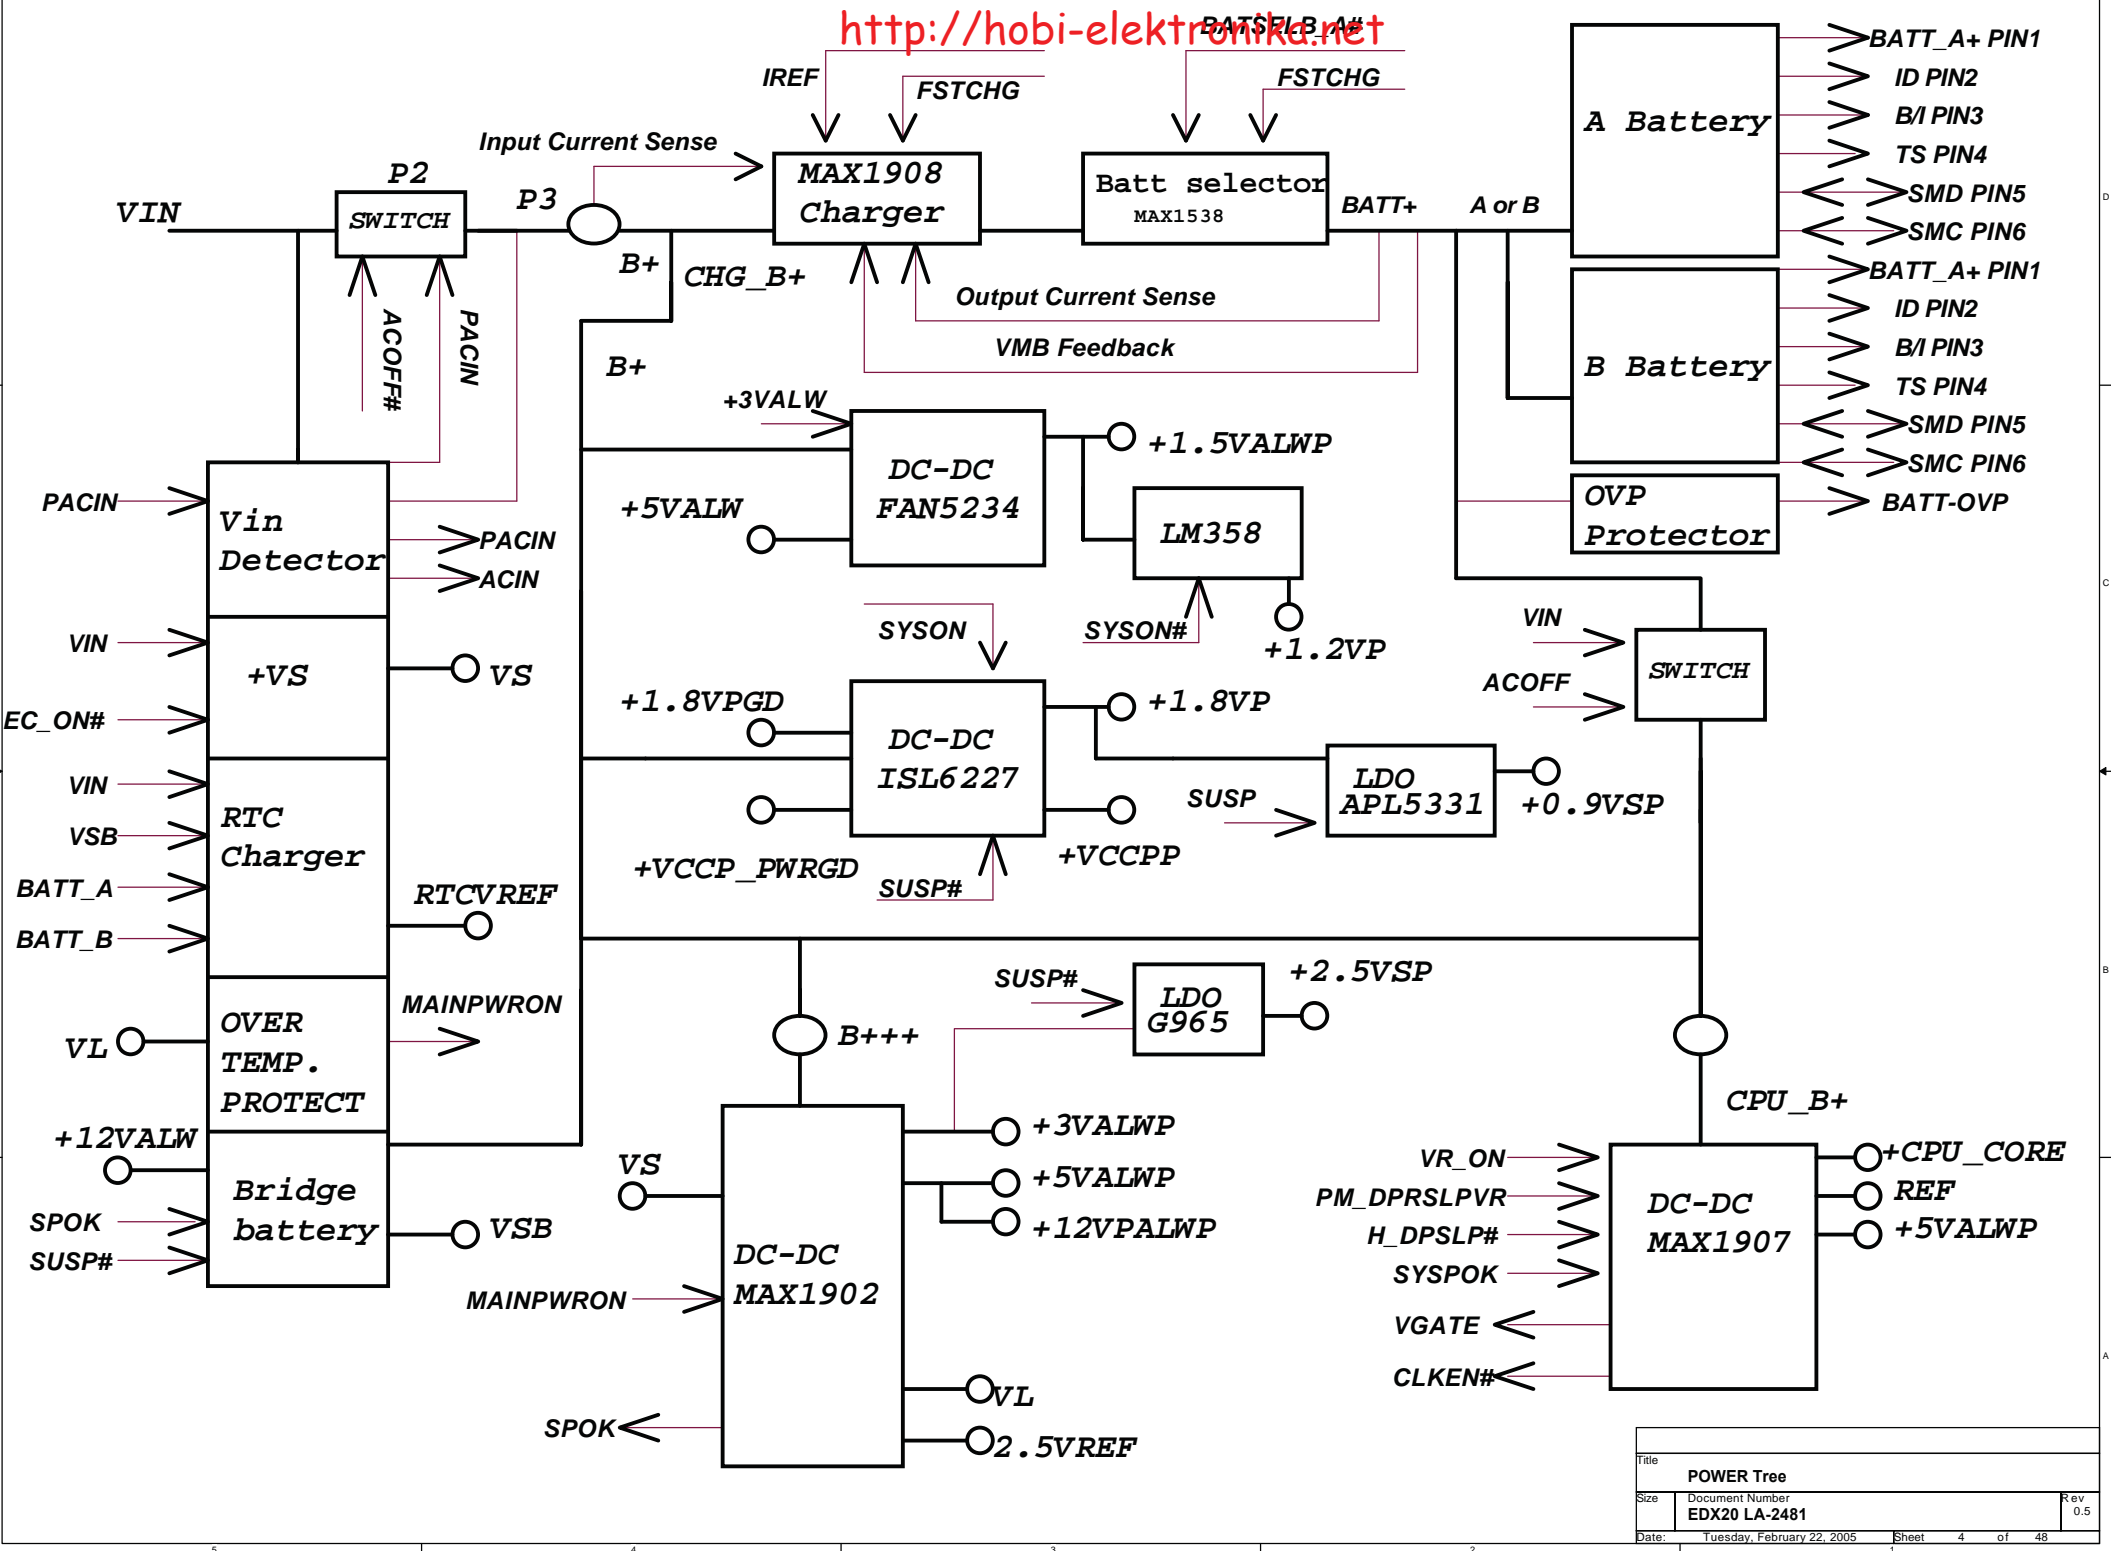 http://hobi-elektronika.net
BATSELB_A#
IREF
FSTCHG
FSTCHG
Input Current Sense
P2
P3
VIN
SWITCH
MAX1908
Charger
Batt selector
MAX1538
BATT+
A or B
A Battery
BATT_A+ PIN1
ID PIN2
B/I PIN3
TS PIN4
SMD PIN5
SMC PIN6
B+
CHG_B+
Output Current Sense
VMB Feedback
ACOFF#
PACIN
B+
B Battery
BATT_A+ PIN1
ID PIN2
B/I PIN3
TS PIN4
SMD PIN5
SMC PIN6
OVP
Protector
BATT-OVP
+3VALW
DC-DC
FAN5234
+5VALW
+1.5VALWP
LM358
SYSON#
+1.2VP
PACIN
Vin
Detector
PACIN
ACIN
VIN
+VS
VS
EC_ON#
SYSON
+1.8VPGD
DC-DC
ISL6227
+1.8VP
+VCCP_PWRGD
SUSP#
+VCCPP
SUSP
LDO
APL5331
+0.9VSP
VIN
ACOFF
SWITCH
VIN
VSB
BATT_A
BATT_B
RTC
Charger
RTCVREF
VL
OVER
TEMP.
PROTECT
MAINPWRON
+12VALW
SPOK
SUSP#
Bridge
battery
VSB
B+++
SUSP#
LDO
G965
+2.5VSP
VS
MAINPWRON
SPOK
DC-DC
MAX1902
+3VALWP
+5VALWP
+12VPALWP
VL
2.5VREF
CPU_B+
VR_ON
PM_DPRSLPVR
H_DPSLP#
SYSPOK
VGATE
CLKEN#
DC-DC
MAX1907
+CPU_CORE
REF
+5VALWP
Title
POWER Tree
Size
Document Number
Rev
EDX20 LA-2481
0.5
Date:
Tuesday, February 22, 2005
Sheet 4 of 48
D
C
B
A
5
4
3
2
1